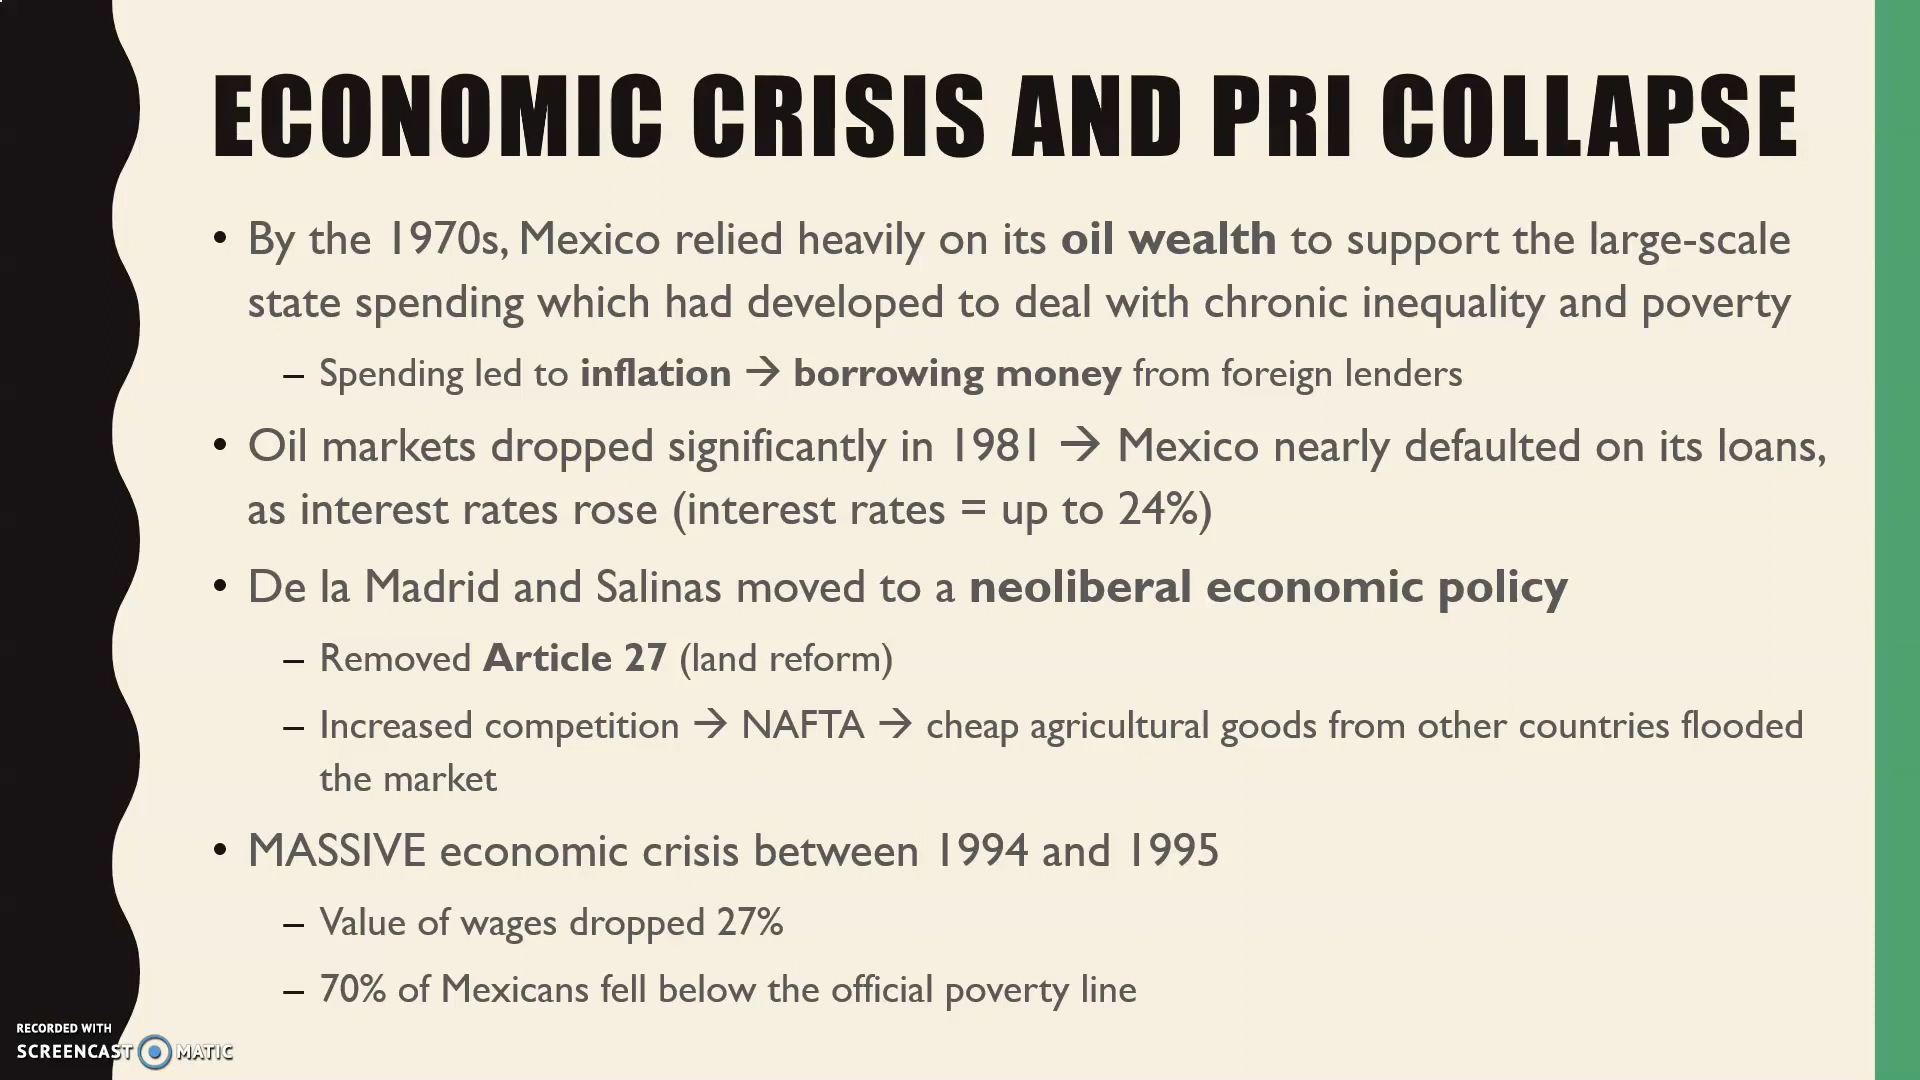 ECONOMIC CRISIS AND PRI COLLAPSE
• By the 1970s, Mexico relied heavily on its oil wealth to support the large-scale
state spending which had developed to deal with chronic inequality and poverty
– Spending led to inflation → borrowing money from foreign lenders
• Oil markets dropped significantly in 1981 → Mexico nearly defaulted on its loans,
as interest rates rose (interest rates = up to 24%)
• De la Madrid and Salinas moved to a neoliberal economic policy
– Removed Article 27 (land reform)
– Increased competition → NAFTA → cheap agricultural goods from other countries flooded
the market
• MASSIVE economic crisis between 1994 and 1995
– Value of wages dropped 27%
– 70% of Mexicans fell below the official poverty line
RECORDED WITH
SCREENCAST MATIC